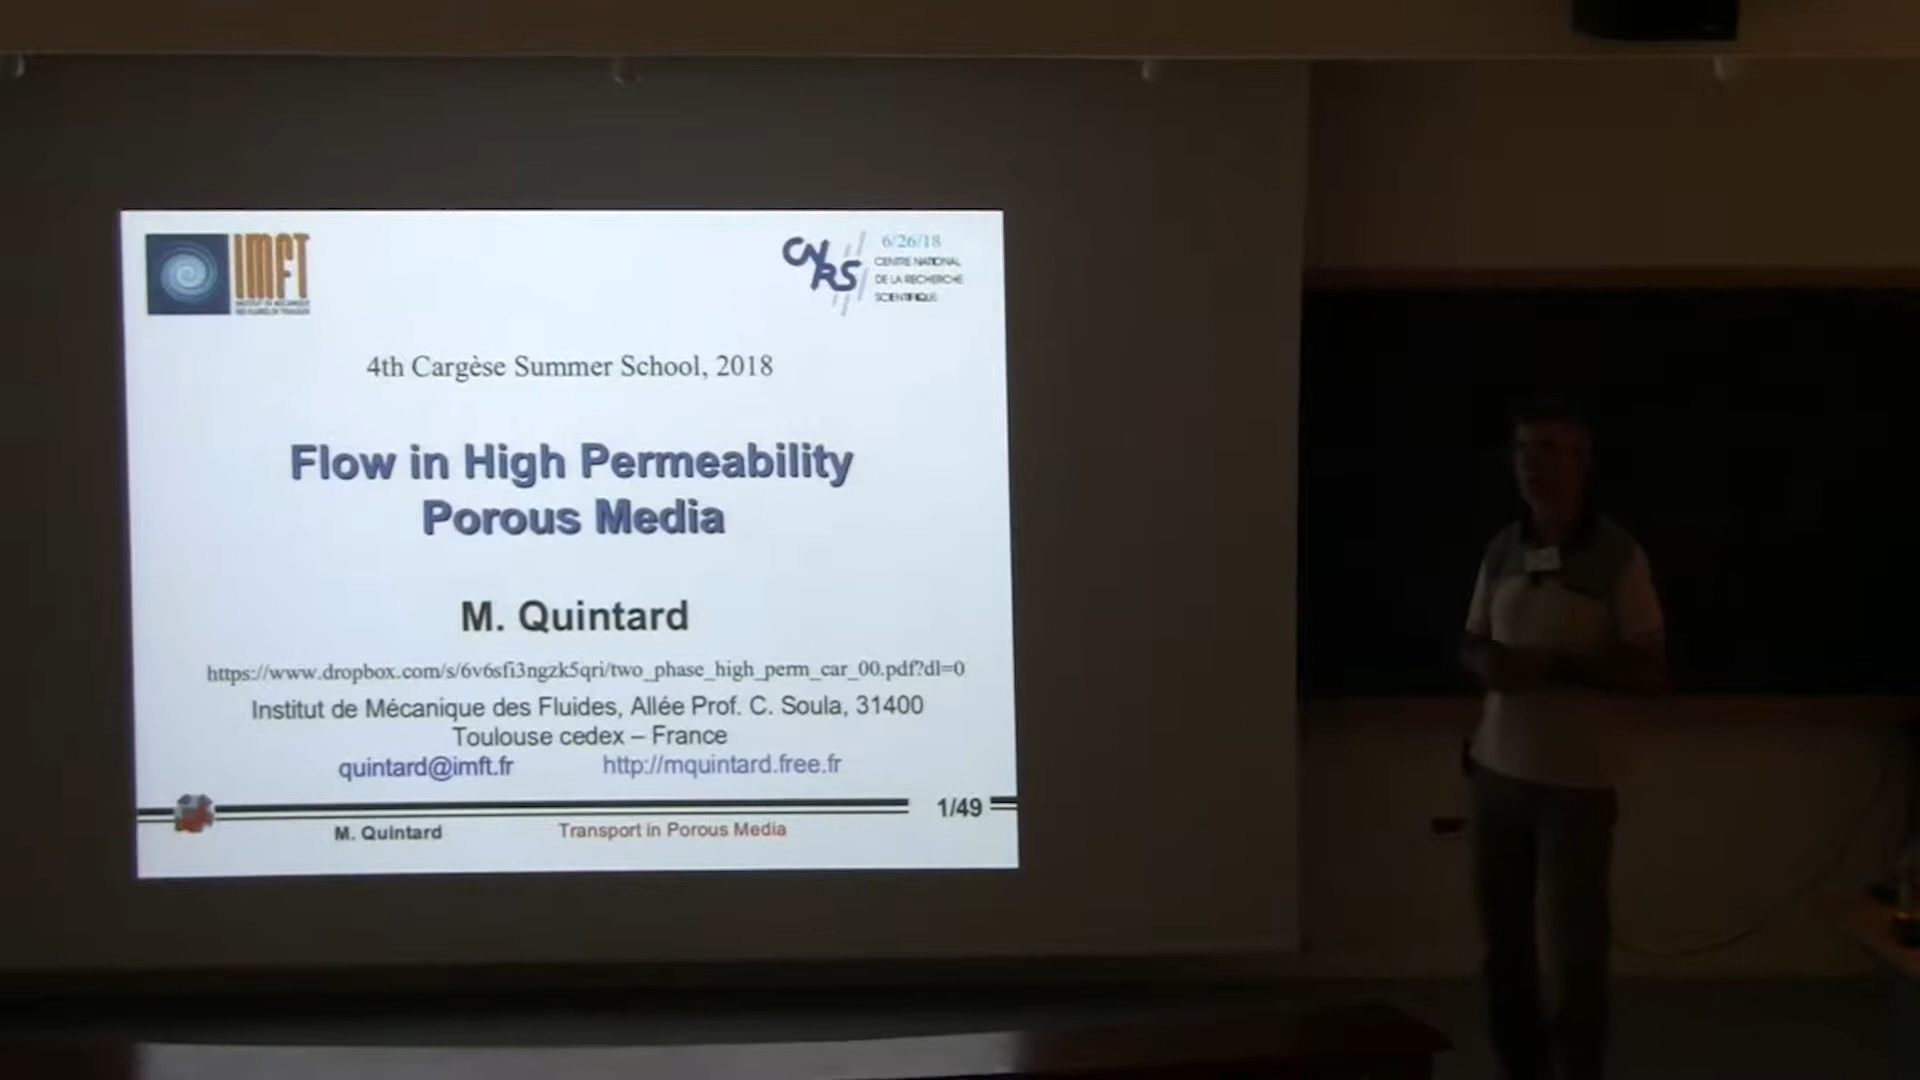 IMFT
INSTITUT DE MÉCANIQUE
DES FLUIDES DE TOULOUSE
CNRS
6/26/18
CENTRE NATIONAL
DE LA RECHERCHE
SCIENTIFIQUE
4th Cargèse Summer School, 2018
Flow in High Permeability
Porous Media
M. Quintard
https://www.dropbox.com/s/6v6sfi3ngzk5qri/two_phase_high_perm_car_00.pdf?dl=0
Institut de Mécanique des Fluides, Allée Prof. C. Soula, 31400
Toulouse cedex – France
quintard@imft.fr http://mquintard.free.fr
1/49
M. Quintard Transport in Porous Media